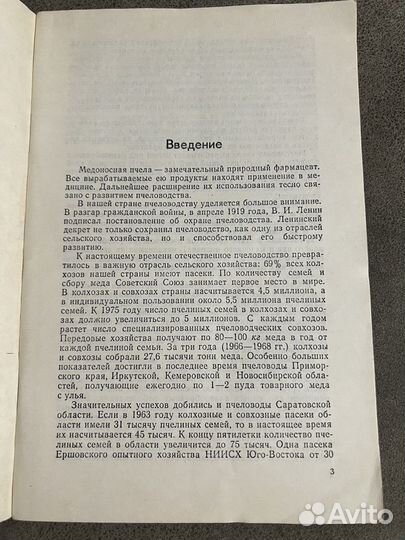 Введение
Медоносная пчела — замечательный природный фармацевт.
Все вырабатываемые ею продукты находят применение в ме-
дицине. Дальнейшее расширение их использования тесно свя-
зано с развитием пчеловодства.
В нашей стране пчеловодству уделяется большое внимание.
В разгар гражданской войны, в апреле 1919 года, В. И. Ленин
подписал постановление об охране пчеловодства. Ленинский
декрет не только сохранил пчеловодство, как одну из отраслей
сельского хозяйства, но и способствовал его быстрому
развитию.
К настоящему времени отечественное пчеловодство превра-
тилось в важную отрасль сельского хозяйства: 69% всех кол-
хозов нашей страны имеют пасеки. По количеству семей и
сбору меда Советский Союз занимает первое место в мире.
В колхозах и совхозах страны насчитывается 4,5 миллиона, а
в индивидуальном пользовании около 5,5 миллиона пчелиных
семей. К 1975 году число пчелиных семей в колхозах и совхо-
зах должно увеличиться до 5 миллионов. С каждым годом
растет число специализированных пчеловодческих совхозов.
Передовые хозяйства получают по 80—100 кг меда в год от
каждой пчелиной семьи. За три года (1966—1968 гг.) колхозы
и совхозы собрали 27,6 тысячи тонн меда. Особенно больших
показателей достигли в последнее время пчеловоды Примор-
ского края, Иркутской, Кемеровской и Новосибирской облас-
тей, получающие ежегодно по 1—2 пуда товарного меда
с улья.
Значительных успехов добились и пчеловоды Саратовской
области. Если в 1963 году колхозные и совхозные пасеки об-
ласти имели 31 тысячу пчелиных семей, то в настоящее вре-
мя их насчитывается 45 тысяч. К концу пятилетки количество пче-
линых семей в области увеличится до 75 тысяч. Одна пасека
Ершовского опытного хозяйства НИИСХ Юго-Востока от 30
3
Avito